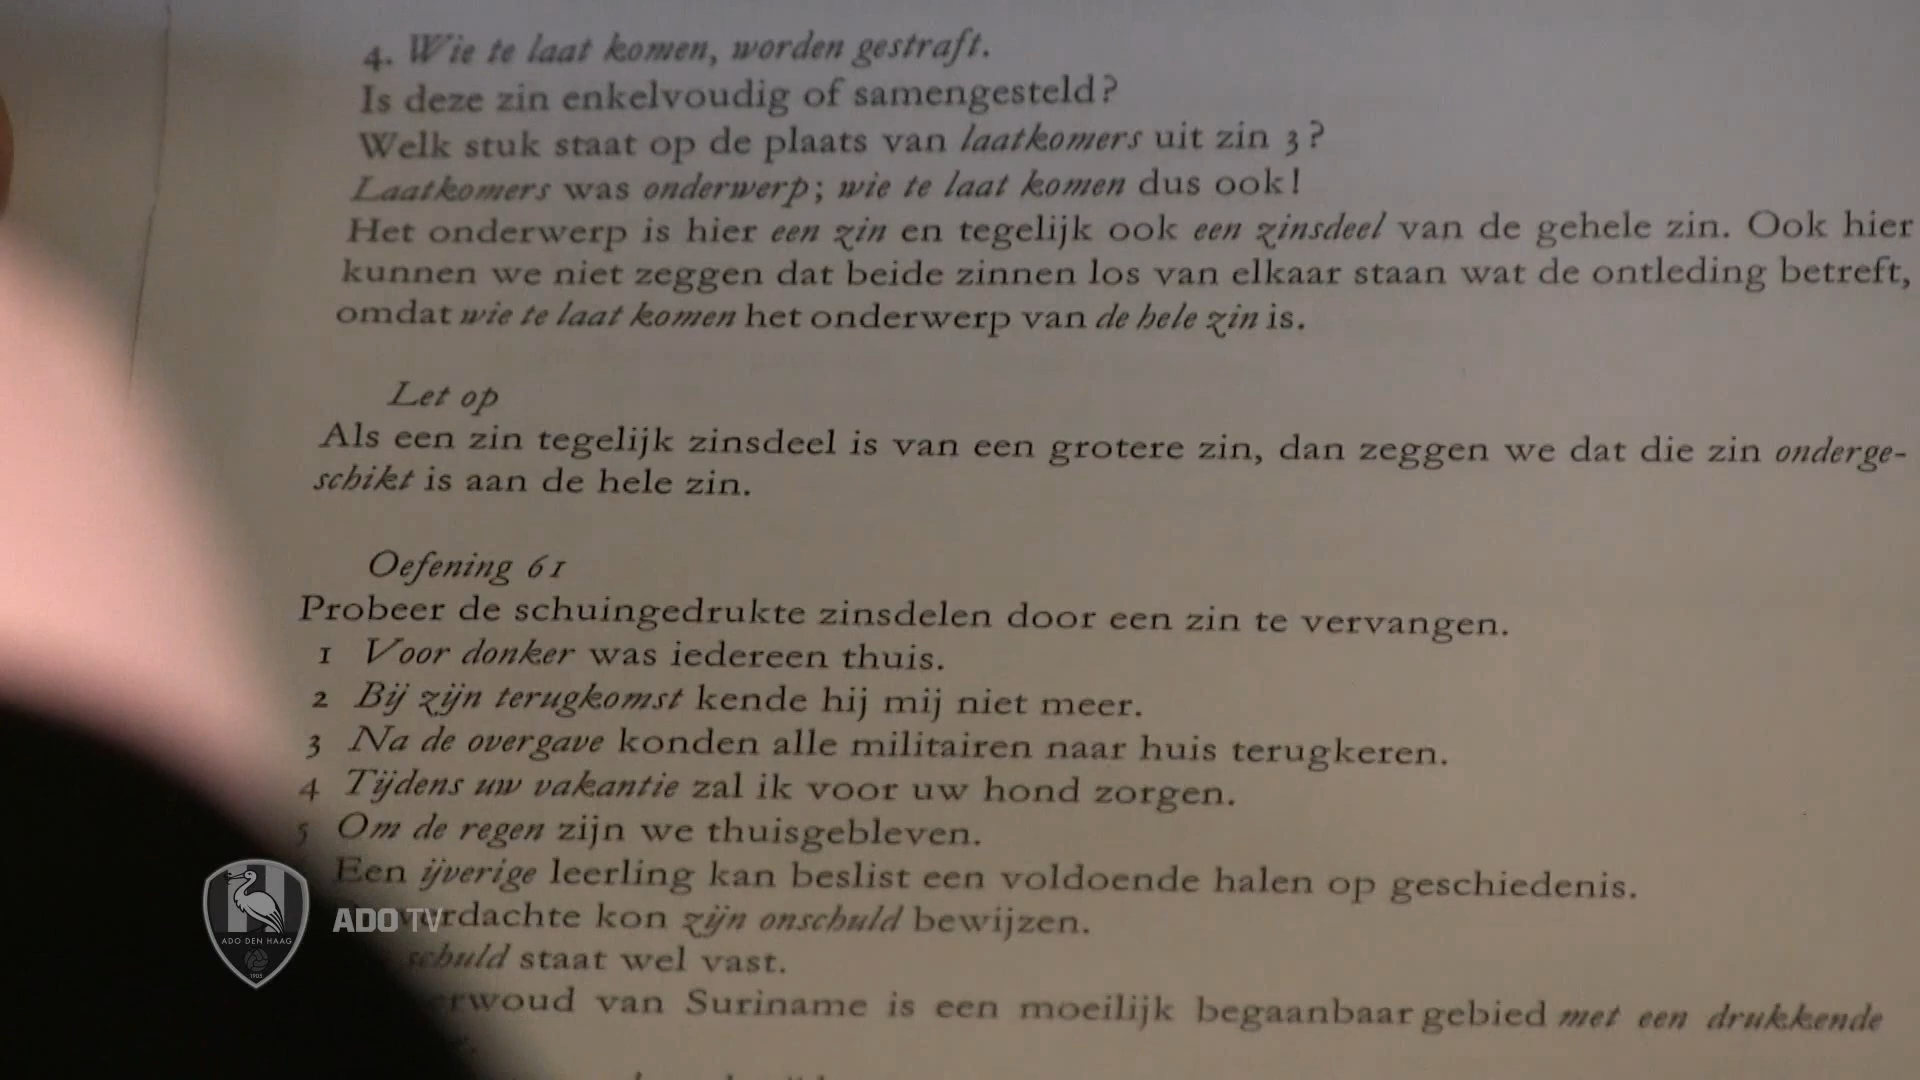 4. Wie te laat komen, worden gestraft.
Is deze zin enkelvoudig of samengesteld?
Welk stuk staat op de plaats van laatkomers uit zin 3?
Laatkomers was onderwerp; wie te laat komen dus ook!
Het onderwerp is hier een zin en tegelijk ook een zinsdeel van de gehele zin. Ook hier
kunnen we niet zeggen dat beide zinnen los van elkaar staan wat de ontleding betreft,
omdat wie te laat komen het onderwerp van de hele zin is.
Let op
Als een zin tegelijk zinsdeel is van een grotere zin, dan zeggen we dat die zin onderge-
schikt is aan de hele zin.
Oefening 61
Probeer de schuingedrukte zinsdelen door een zin te vervangen.
1 Voor donker was iedereen thuis.
2 Bij zijn terugkomst kende hij mij niet meer.
3 Na de overgave konden alle militairen naar huis terugkeren.
4 Tijdens uw vakantie zal ik voor uw hond zorgen.
5 Om de regen zijn we thuisgebleven.
Een ijverige leerling kan beslist een voldoende halen op geschiedenis.
verdachte kon zijn onschuld bewijzen.
schuld staat wel vast.
erwoud van Suriname is een moeilijk begaanbaar gebied met een drukkende
ADO TV
ADO DEN HAAG
1905